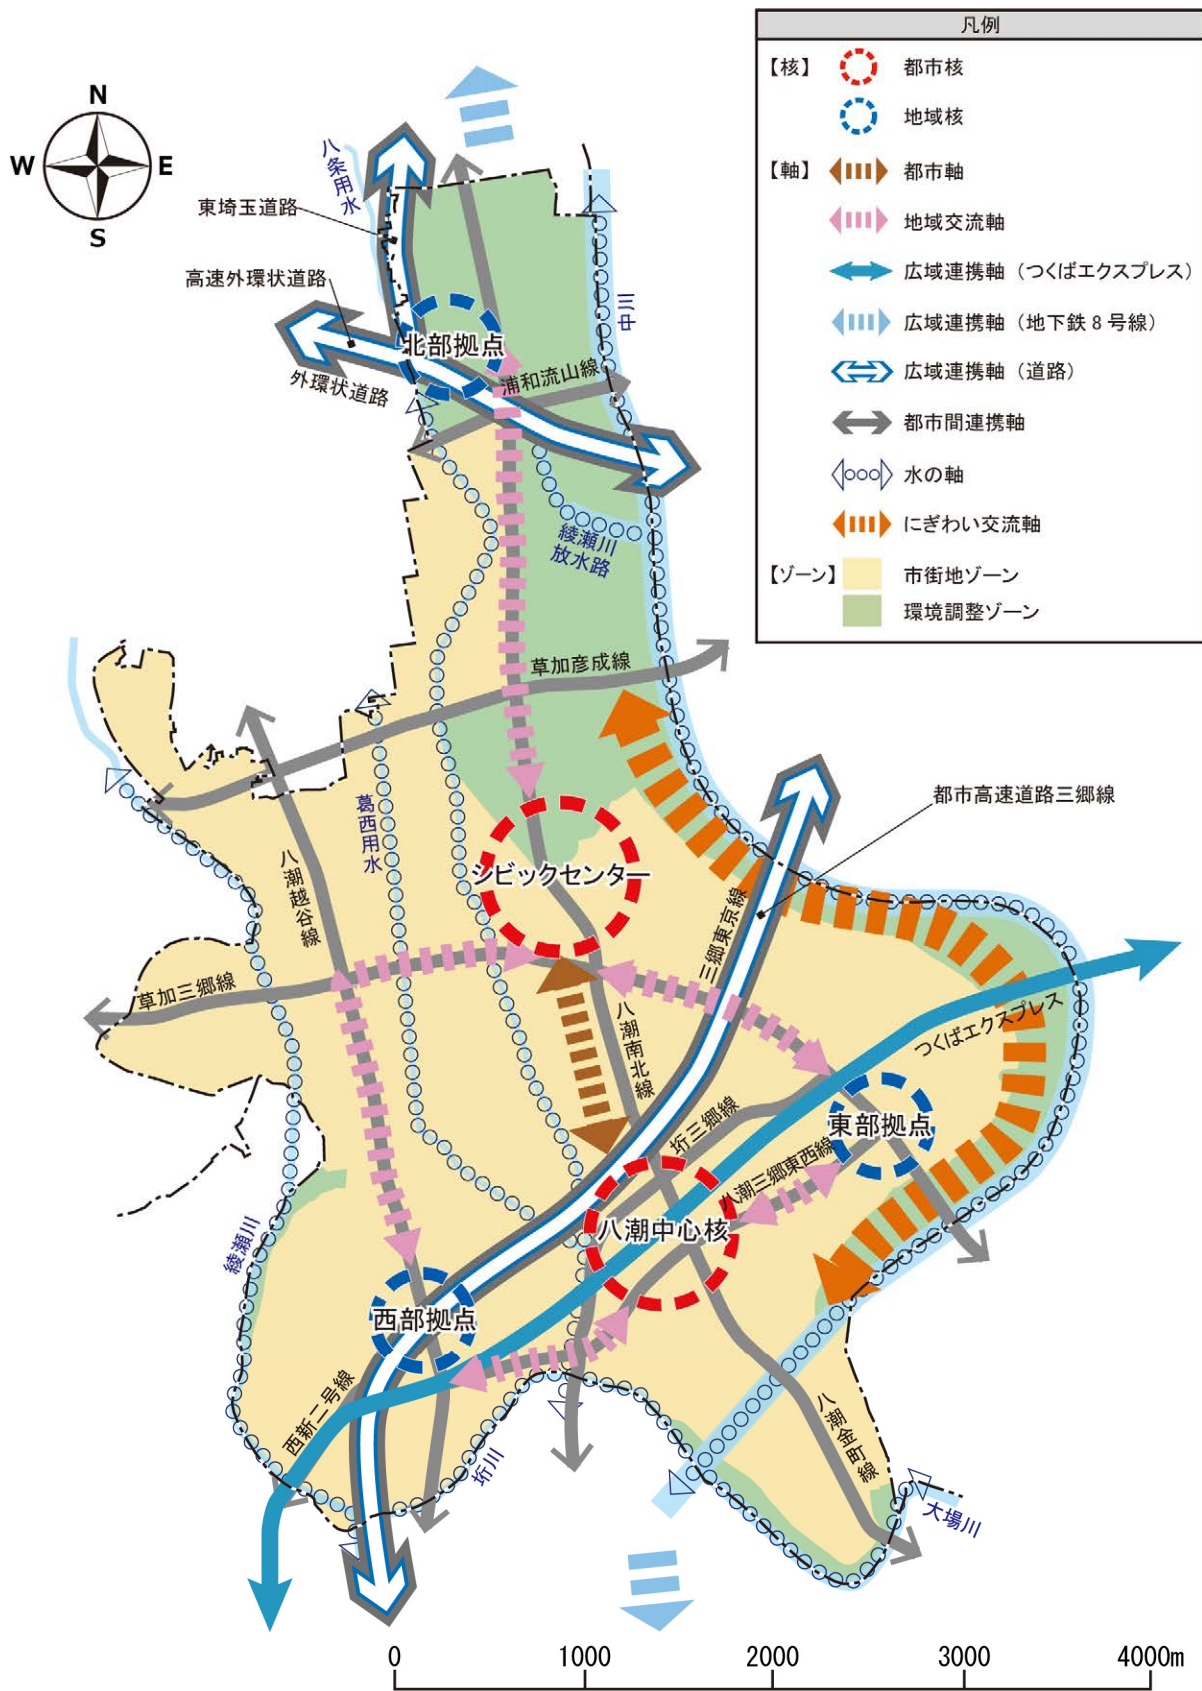 凡例
【核】
都市核
地域核
【軸】
都市軸
地域交流軸
広域連携軸（つくばエクスプレス）
広域連携軸（地下鉄８号線）
広域連携軸（道路）
都市間連携軸
水の軸
にぎわい交流軸
【ゾーン】
市街地ゾーン
環境調整ゾーン
N
W
E
S
八条用水
東埼玉道路
高速外環状道路
中川
北部拠点
外環状道路
浦和流山線
綾瀬川
放水路
草加彦成線
都市高速道路三郷線
葛西用水
八潮越谷線
シビックセンター
三郷東京線
草加三郷線
八潮南北線
つくばエクスプレス
垳三郷線
東部拠点
八潮三郷東西線
八潮中心核
綾瀬川
西部拠点
西新二号線
垳川
八潮金町線
大場川
0
1000
2000
3000
4000m